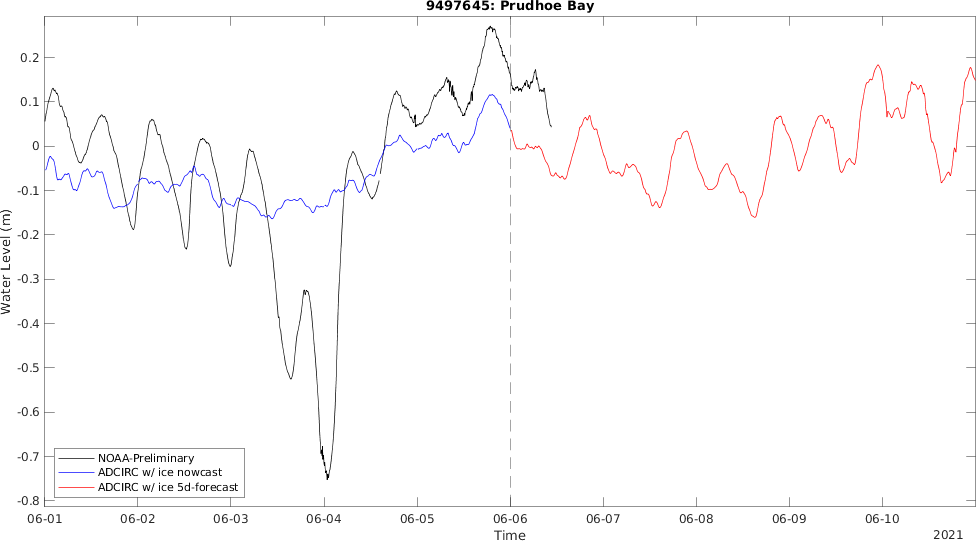 9497645: Prudhoe Bay
Water Level (m)
0.2
0.1
0
-0.1
-0.2
-0.3
-0.4
-0.5
-0.6
-0.7
-0.8
NOAA-Preliminary
ADCIRC w/ ice nowcast
ADCIRC w/ ice 5d-forecast
06-01 06-02 06-03 06-04 06-05 06-06 06-07 06-08 06-09 06-10
Time
2021